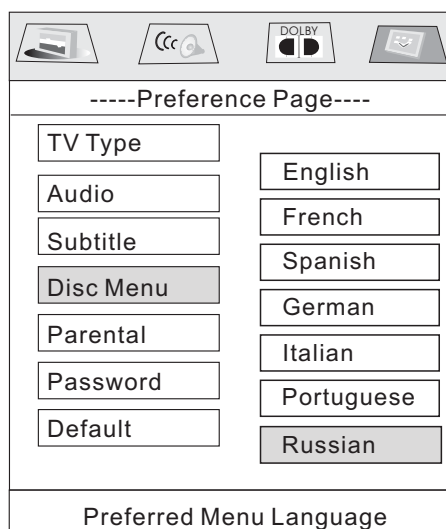 DOLBY
-----Preference Page----
TV Type
Audio
Subtitle
Disc Menu
Parental
Password
Default
English
French
Spanish
German
Italian
Portuguese
Russian
Preferred Menu Language